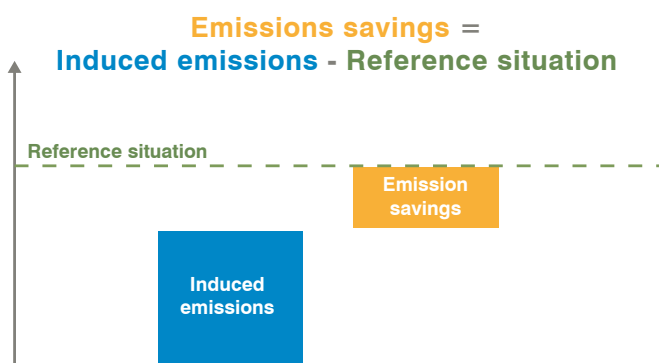 Emissions savings =
Induced emissions - Reference situation
Reference situation
Emission
savings
Induced
emissions